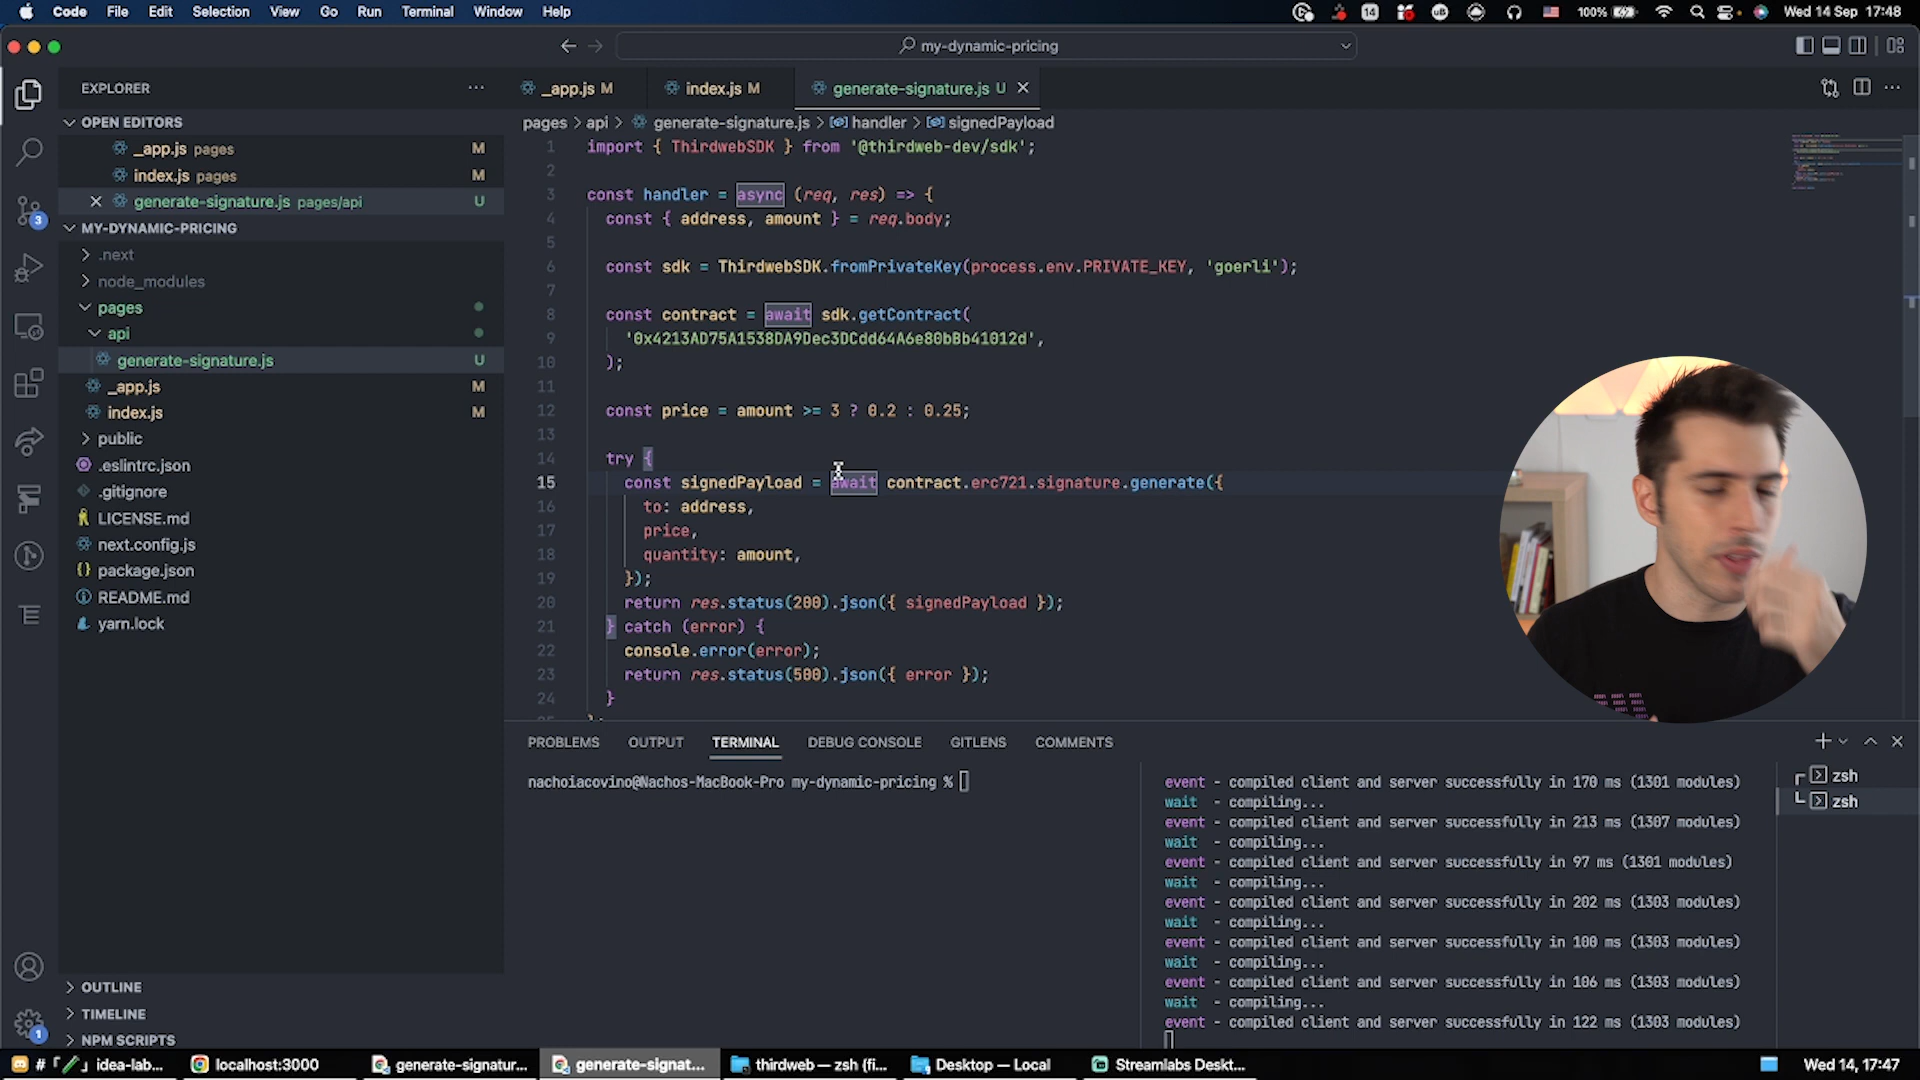 Code File Edit Selection View Go Run Terminal Window Help 14 100% Wed 14 Sep 17:48
my-dynamic-pricing
EXPLORER
OPEN EDITORS
_app.js pages M
index.js pages M
generate-signature.js pages/api U
MY-DYNAMIC-PRICING
.next
node_modules
pages
api
generate-signature.js U
_app.js M
index.js M
public
.eslintrc.json
.gitignore
LICENSE.md
next.config.js
package.json
README.md
yarn.lock
OUTLINE
TIMELINE
NPM SCRIPTS
3
1
_app.js M index.js M generate-signature.js U
pages > api > generate-signature.js > handler > signedPayload
1 import { ThirdwebSDK } from '@thirdweb-dev/sdk';
2
3 const handler = async (req, res) => {
4 const { address, amount } = req.body;
5
6 const sdk = ThirdwebSDK.fromPrivateKey(process.env.PRIVATE_KEY, 'goerli');
7
8 const contract = await sdk.getContract(
9 '0x4213AD75A1538DA9Dec3DCdd64A6e80bBb41012d',
10 );
11
12 const price = amount >= 3 ? 0.2 : 0.25;
13
14 try {
15 const signedPayload = await contract.erc721.signature.generate({
16 to: address,
17 price,
18 quantity: amount,
19 });
20 return res.status(200).json({ signedPayload });
21 } catch (error) {
22 console.error(error);
23 return res.status(500).json({ error });
24 }
PROBLEMS OUTPUT TERMINAL DEBUG CONSOLE GITLENS COMMENTS
nachoiacovino@Nachos-MacBook-Pro my-dynamic-pricing %
event - compiled client and server successfully in 170 ms (1301 modules)
wait - compiling...
event - compiled client and server successfully in 213 ms (1307 modules)
wait - compiling...
event - compiled client and server successfully in 97 ms (1301 modules)
wait - compiling...
event - compiled client and server successfully in 202 ms (1303 modules)
wait - compiling...
event - compiled client and server successfully in 100 ms (1303 modules)
wait - compiling...
event - compiled client and server successfully in 106 ms (1303 modules)
wait - compiling...
event - compiled client and server successfully in 122 ms (1303 modules)
zsh
zsh
# idea-lab... localhost:3000 generate-signatur... generate-signat... thirdweb — zsh (fi... Desktop — Local Streamlabs Deskt... Wed 14, 17:47